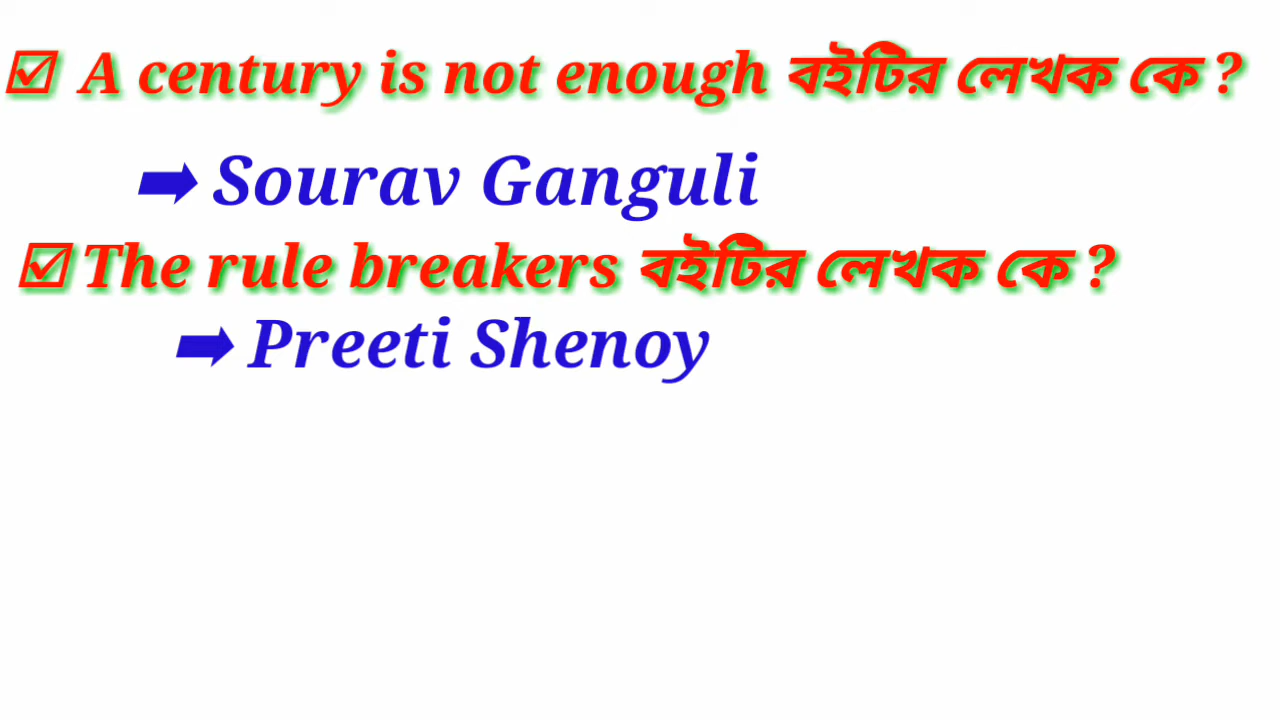 ☑ A century is not enough বইটির লেখক কে ?
➡ Sourav Ganguli
☑ The rule breakers বইটির লেখক কে ?
➡ Preeti Shenoy